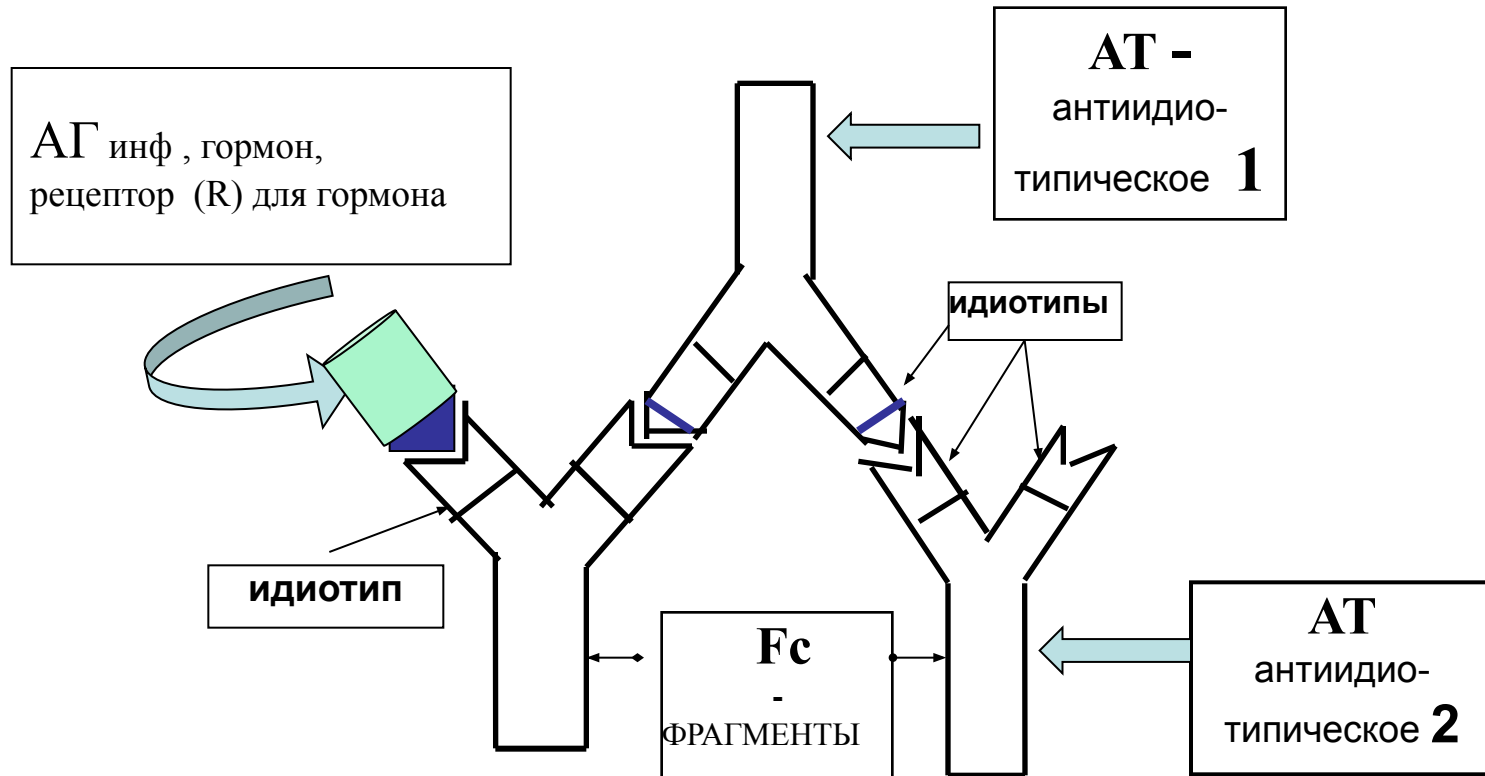 АТ -
антиидио-
типическое 1
АГ инф , гормон,
рецептор (R) для гормона
идиотипы
идиотип
Fc
-
ФРАГМЕНТЫ
АТ
антиидио-
типическое 2